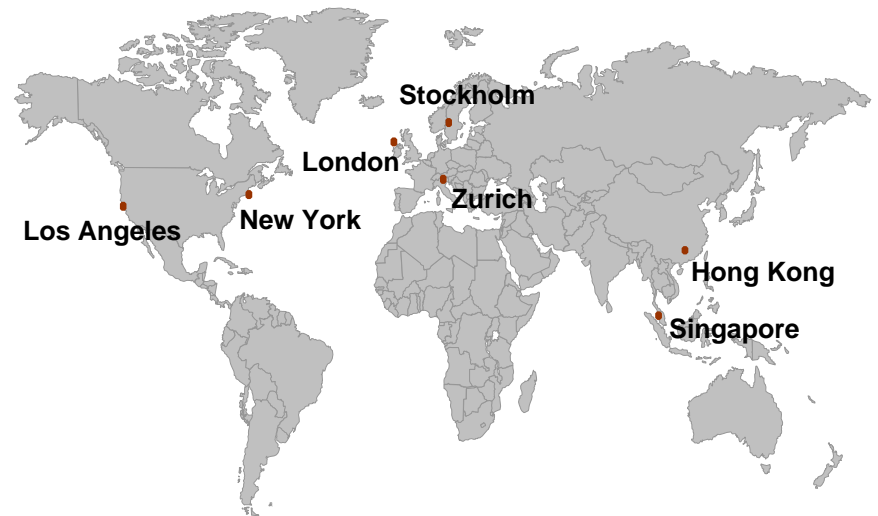 Stockholm
London
Zurich
New York
Los Angeles
Hong Kong
Singapore